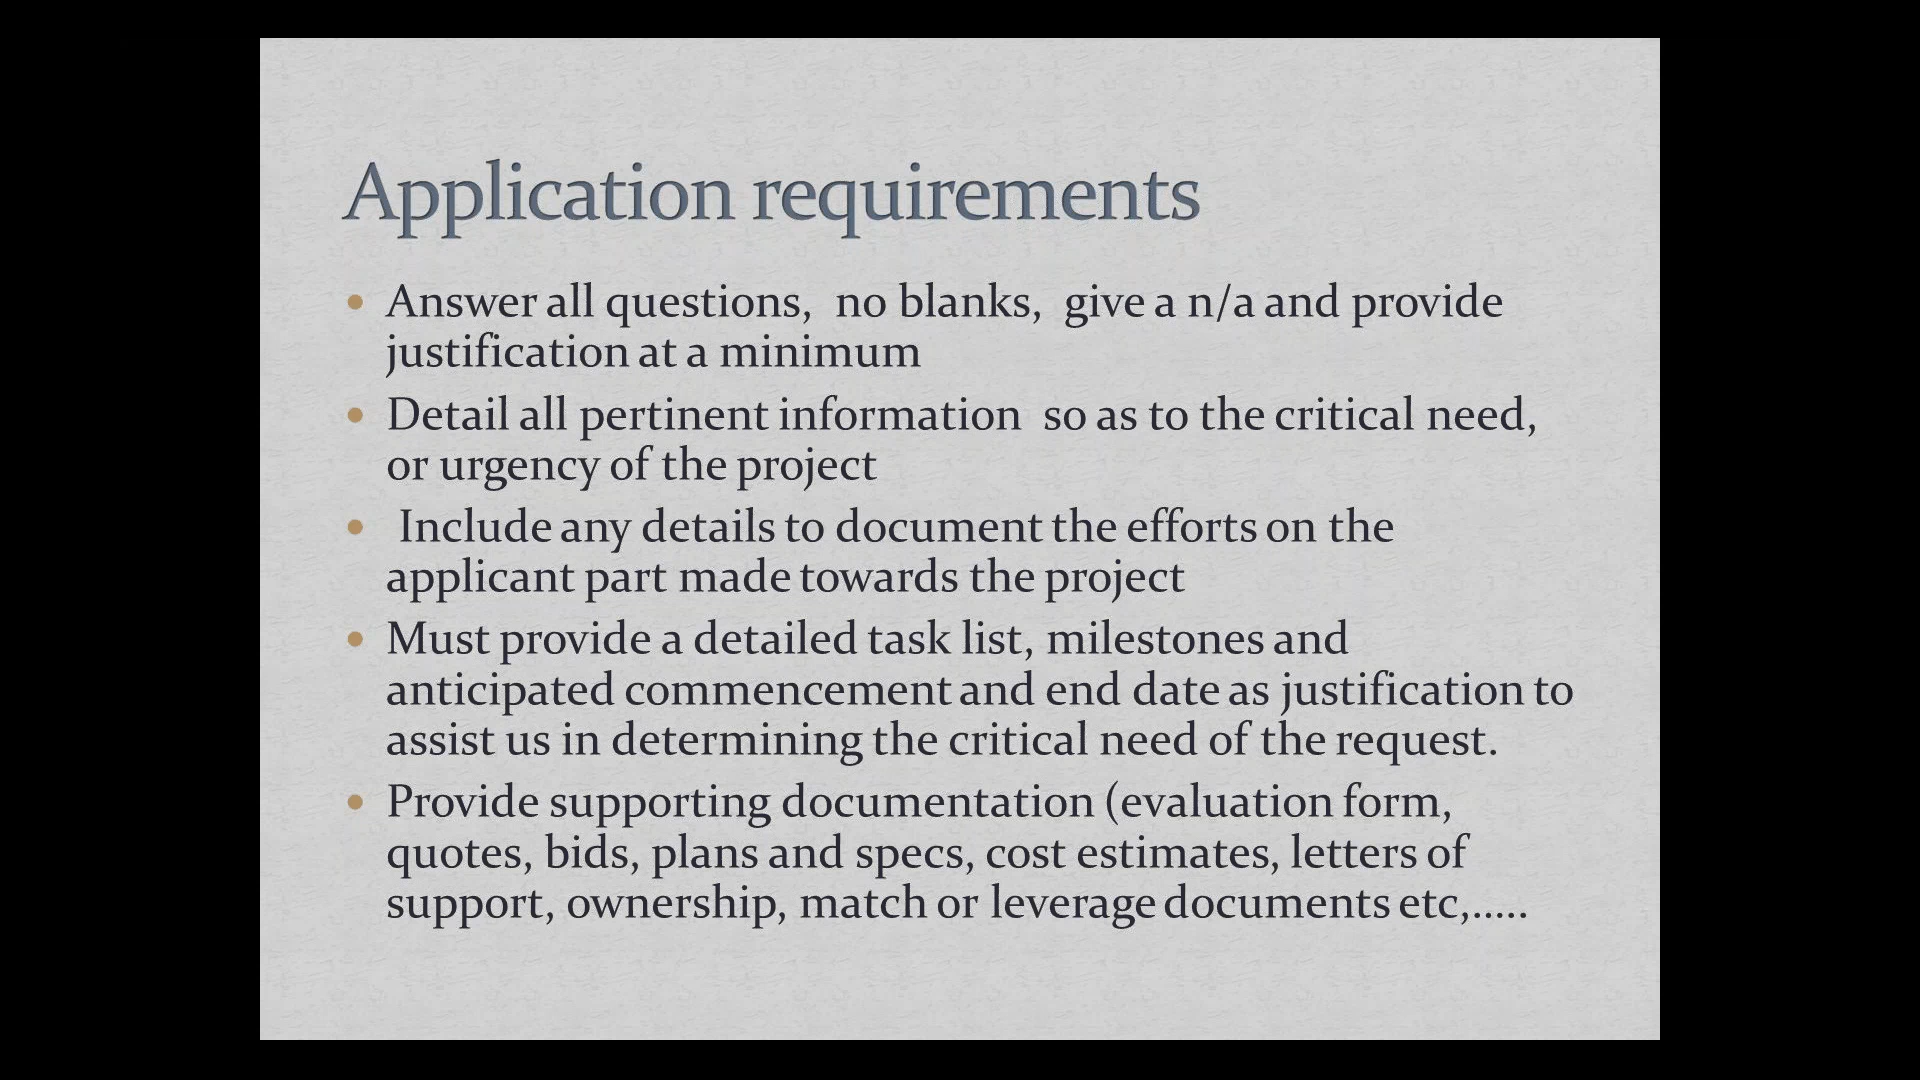 Application requirements
Answer all questions,  no blanks,  give a n/a and provide
justification at a minimum
Detail all pertinent information  so as to the critical need,
or urgency of the project
Include any details to document the efforts on the
applicant part made towards the project
Must provide a detailed task list, milestones and
anticipated commencement and end date as justification to
assist us in determining the critical need of the request.
Provide supporting documentation (evaluation form,
quotes, bids, plans and specs, cost estimates, letters of
support, ownership, match or leverage documents etc,.....